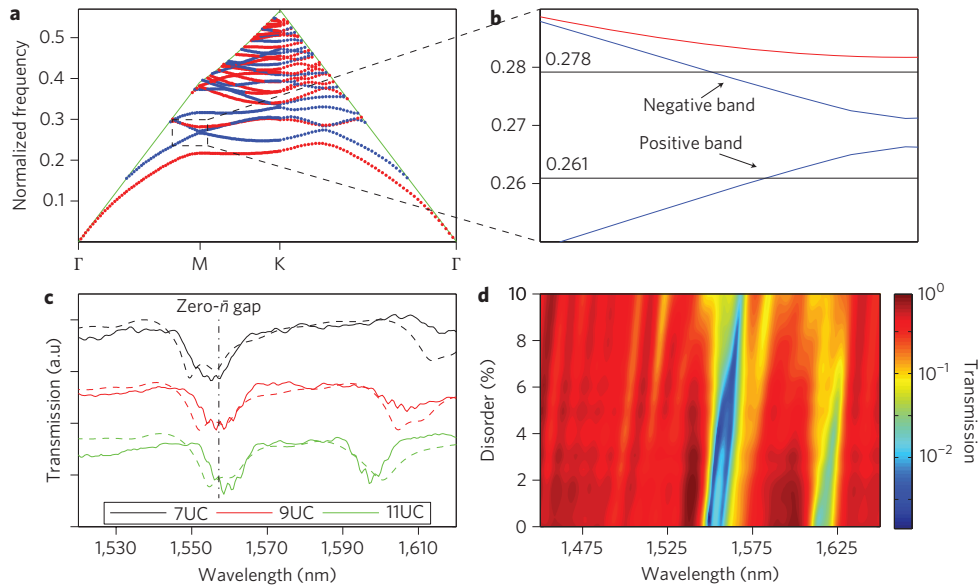 a
Normalized frequency
0.5
0.4
0.3
0.2
0.1
Γ
M
K
Γ
b
0.28
0.27
0.26
0.278
Negative band
Positive band
0.261
c
Zero-n̄ gap
Transmission (a.u)
7UC
9UC
11UC
1,530
1,550
1,570
1,590
1,610
Wavelength (nm)
d
Disorder (%)
10
8
6
4
2
0
1,475
1,525
1,575
1,625
Wavelength (nm)
10⁰
10⁻¹
10⁻²
Transmission